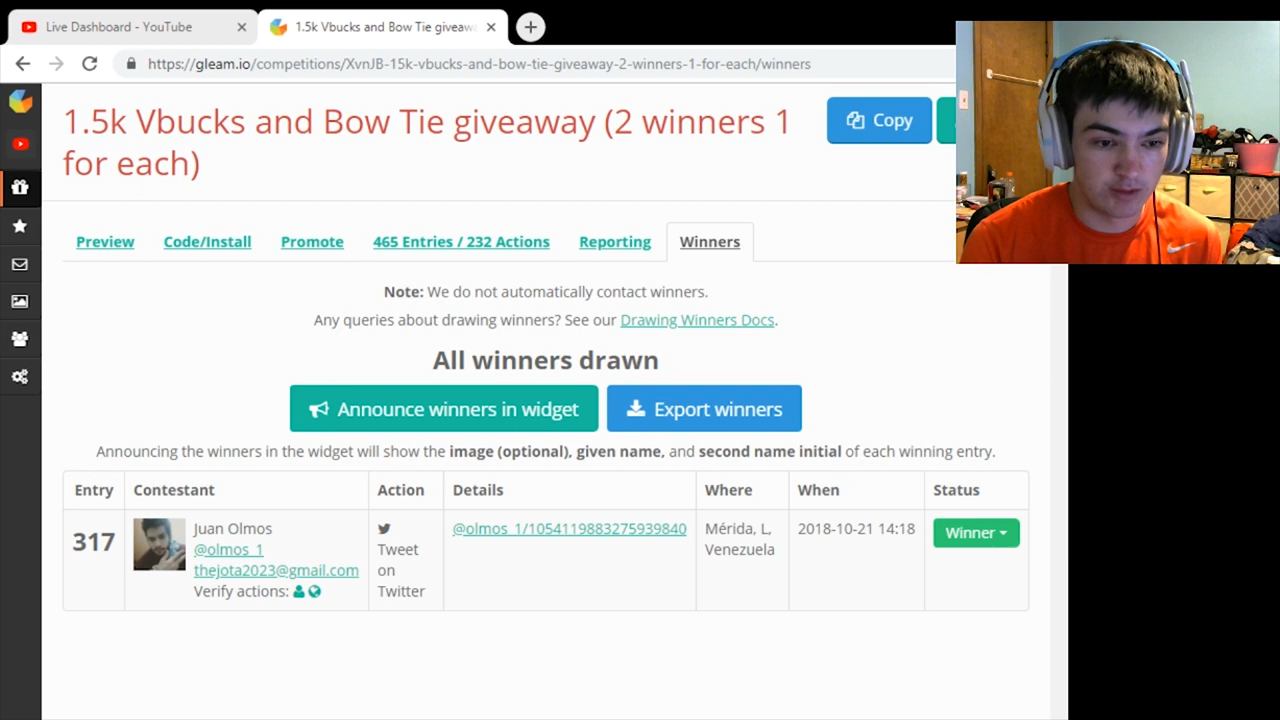 Live Dashboard - YouTube
1.5k Vbucks and Bow Tie giveaw
https://gleam.io/competitions/XvnJB-15k-vbucks-and-bow-tie-giveaway-2-winners-1-for-each/winners
1.5k Vbucks and Bow Tie giveaway (2 winners 1
for each)
Copy
Preview
Code/Install
Promote
465 Entries / 232 Actions
Reporting
Winners
Note: We do not automatically contact winners.
Any queries about drawing winners? See our Drawing Winners Docs.
All winners drawn
Announce winners in widget
Export winners
Announcing the winners in the widget will show the image (optional), given name, and second name initial of each winning entry.
Entry Contestant Action Details Where When Status
317
Juan Olmos
@olmos_1
thejota2023@gmail.com
Verify actions:
Tweet
on
Twitter
@olmos_1/1054119883275939840
Mérida, L,
Venezuela
2018-10-21 14:18
Winner